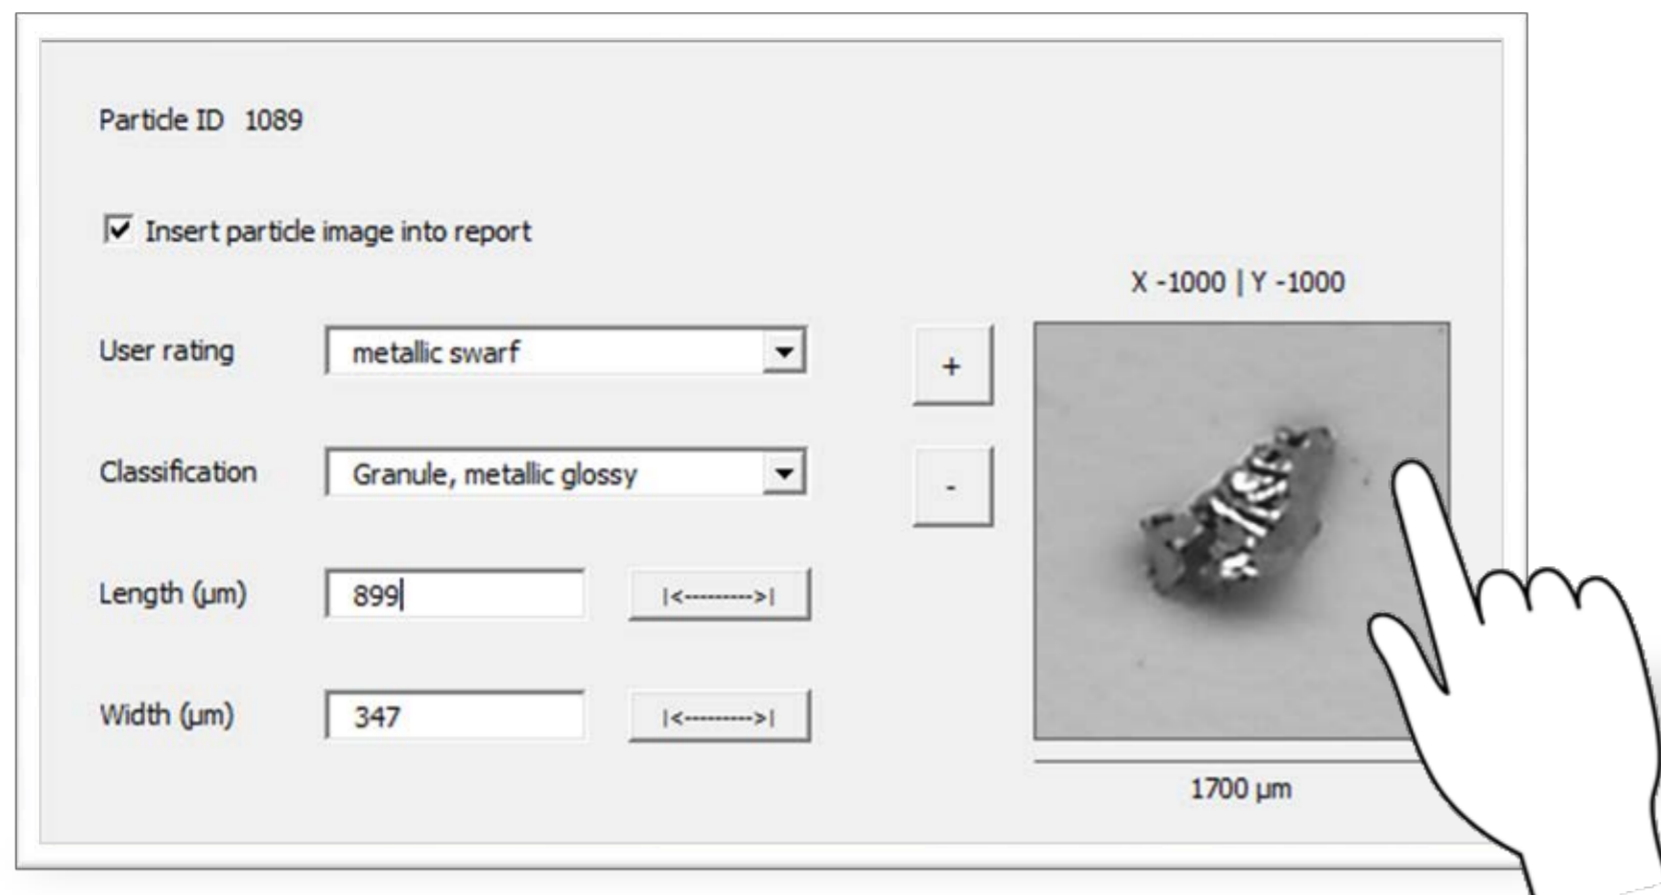 Particle ID 1089
Insert particle image into report
X -1000 | Y -1000
User rating metallic swarf +
Classification Granule, metallic glossy -
Length (µm) 899 |<--------->|
Width (µm) 347 |<--------->|
1700 µm